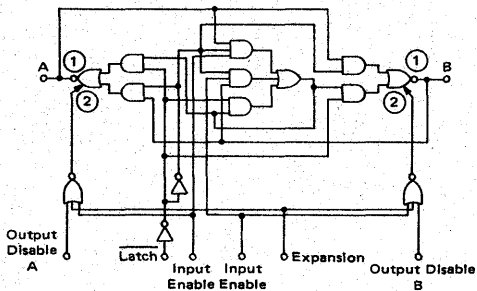 A
1
2
1
2
B
Output
Disable
A
Latch
Input
Enable
Input
Enable
Expansion
Output Disable
B